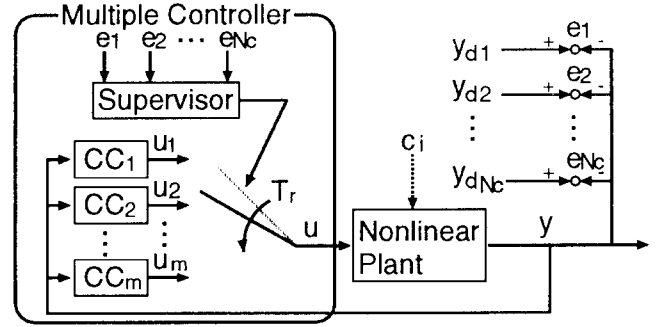 Multiple Controller
e1 e2 ··· eNc
Supervisor
CC1 u1
CC2 u2
⋮ ⋮
CCm um
Tr
u
ci
Nonlinear
Plant
y
yd1 + e1 -
yd2 + e2 -
⋮ ⋮
ydNc + eNc -